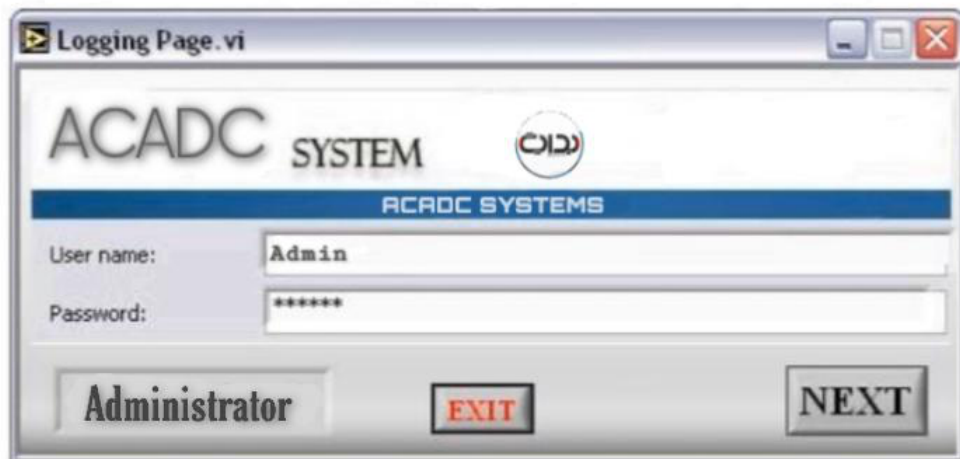 Logging Page.vi
ACADC SYSTEM
ACADC SYSTEMS
User name: Admin
Password: ******
Administrator EXIT NEXT